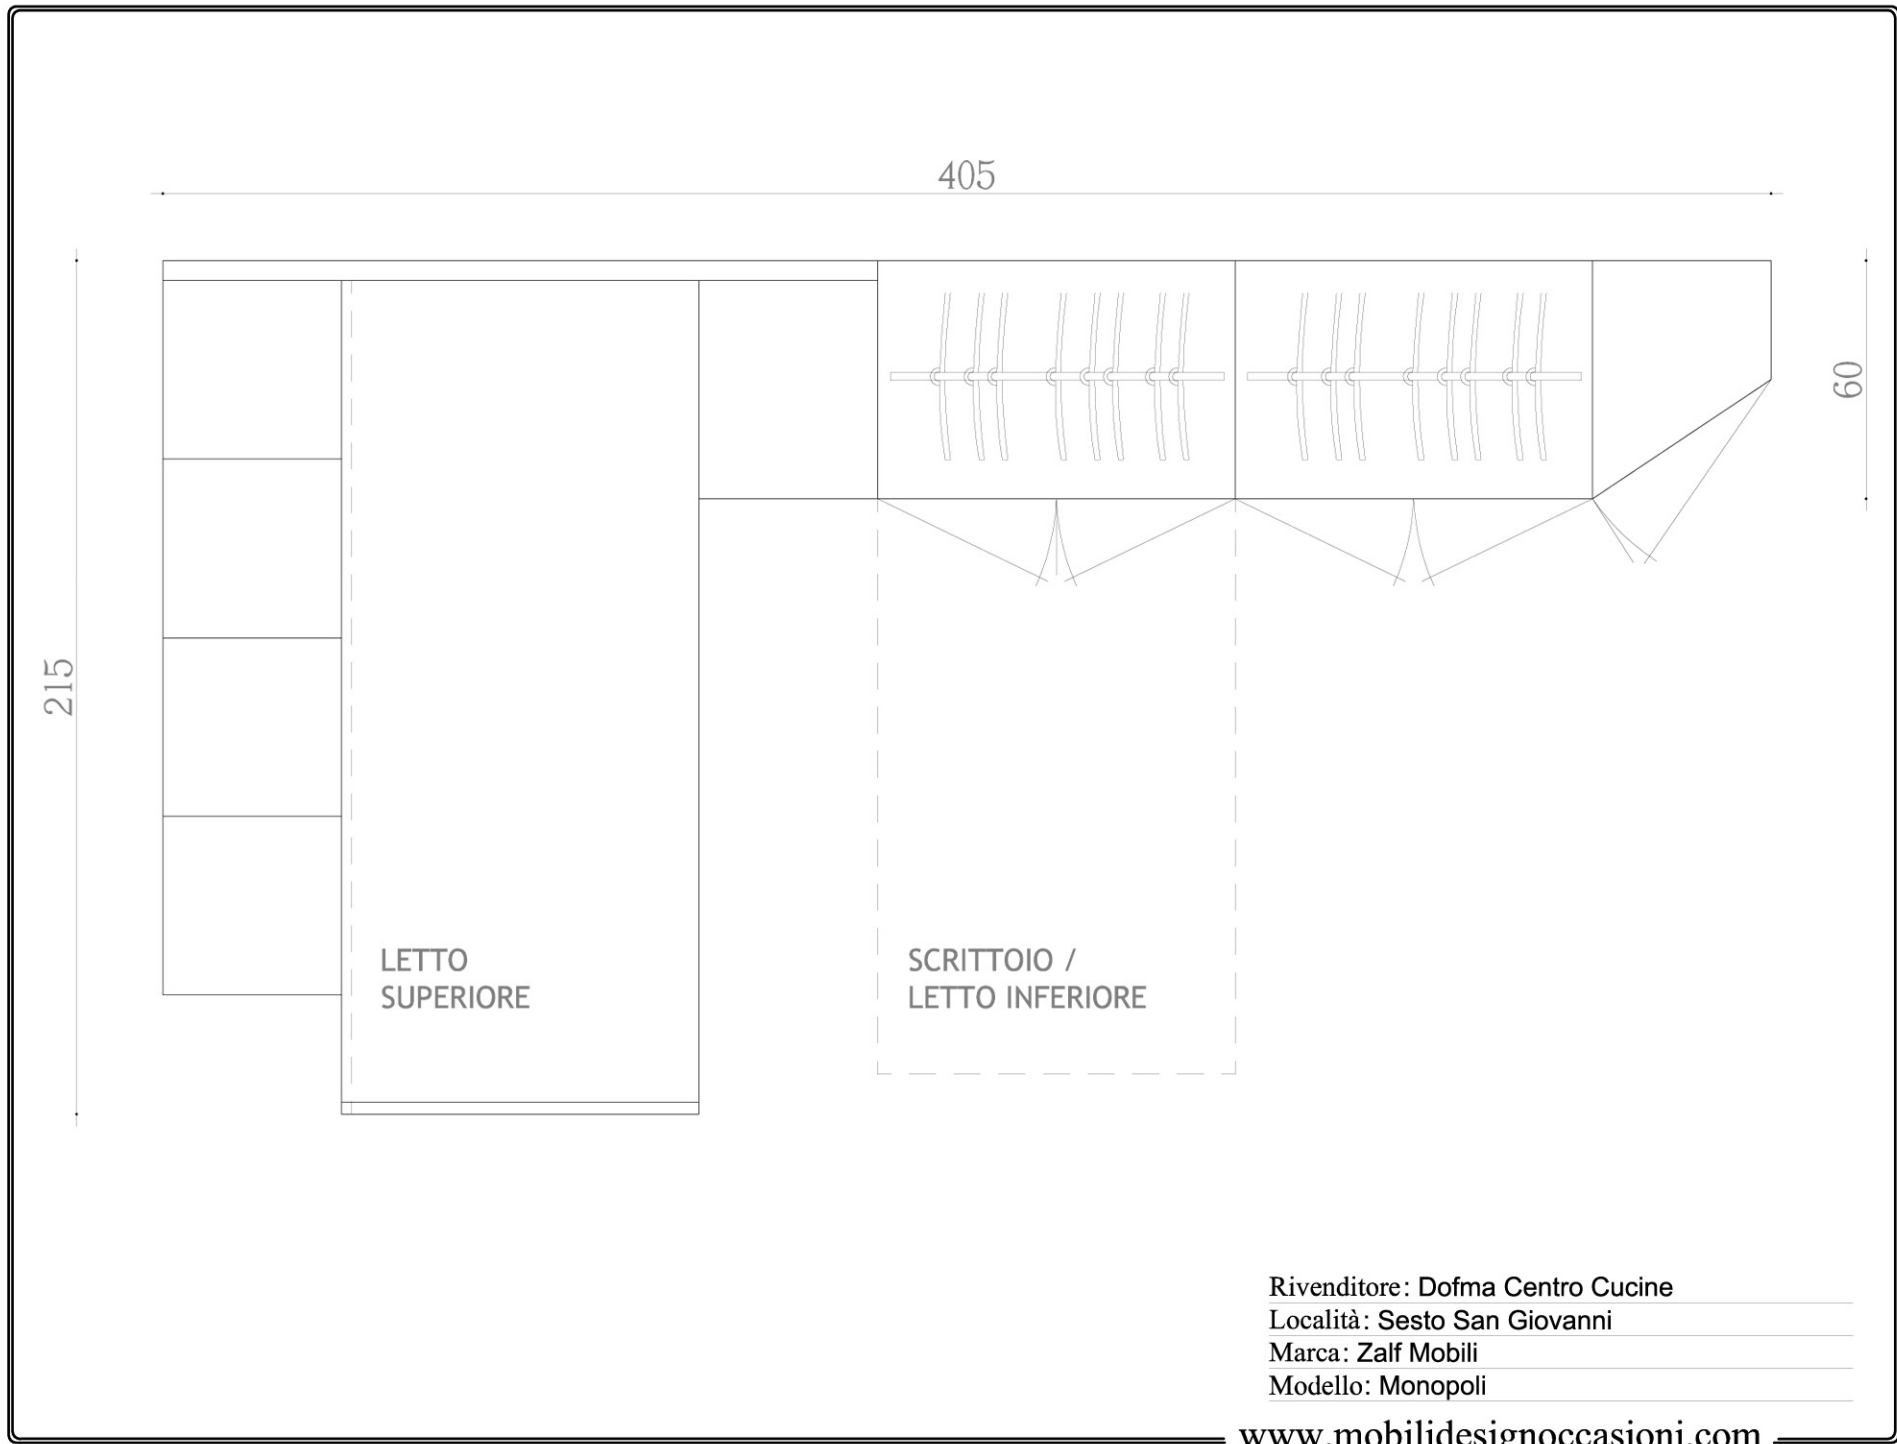 405
60
215
LETTO
SUPERIORE
SCRITTOIO /
LETTO INFERIORE
Rivenditore: Dofma Centro Cucine
Località: Sesto San Giovanni
Marca: Zalf Mobili
Modello: Monopoli
www.mobilidesignoccasioni.com